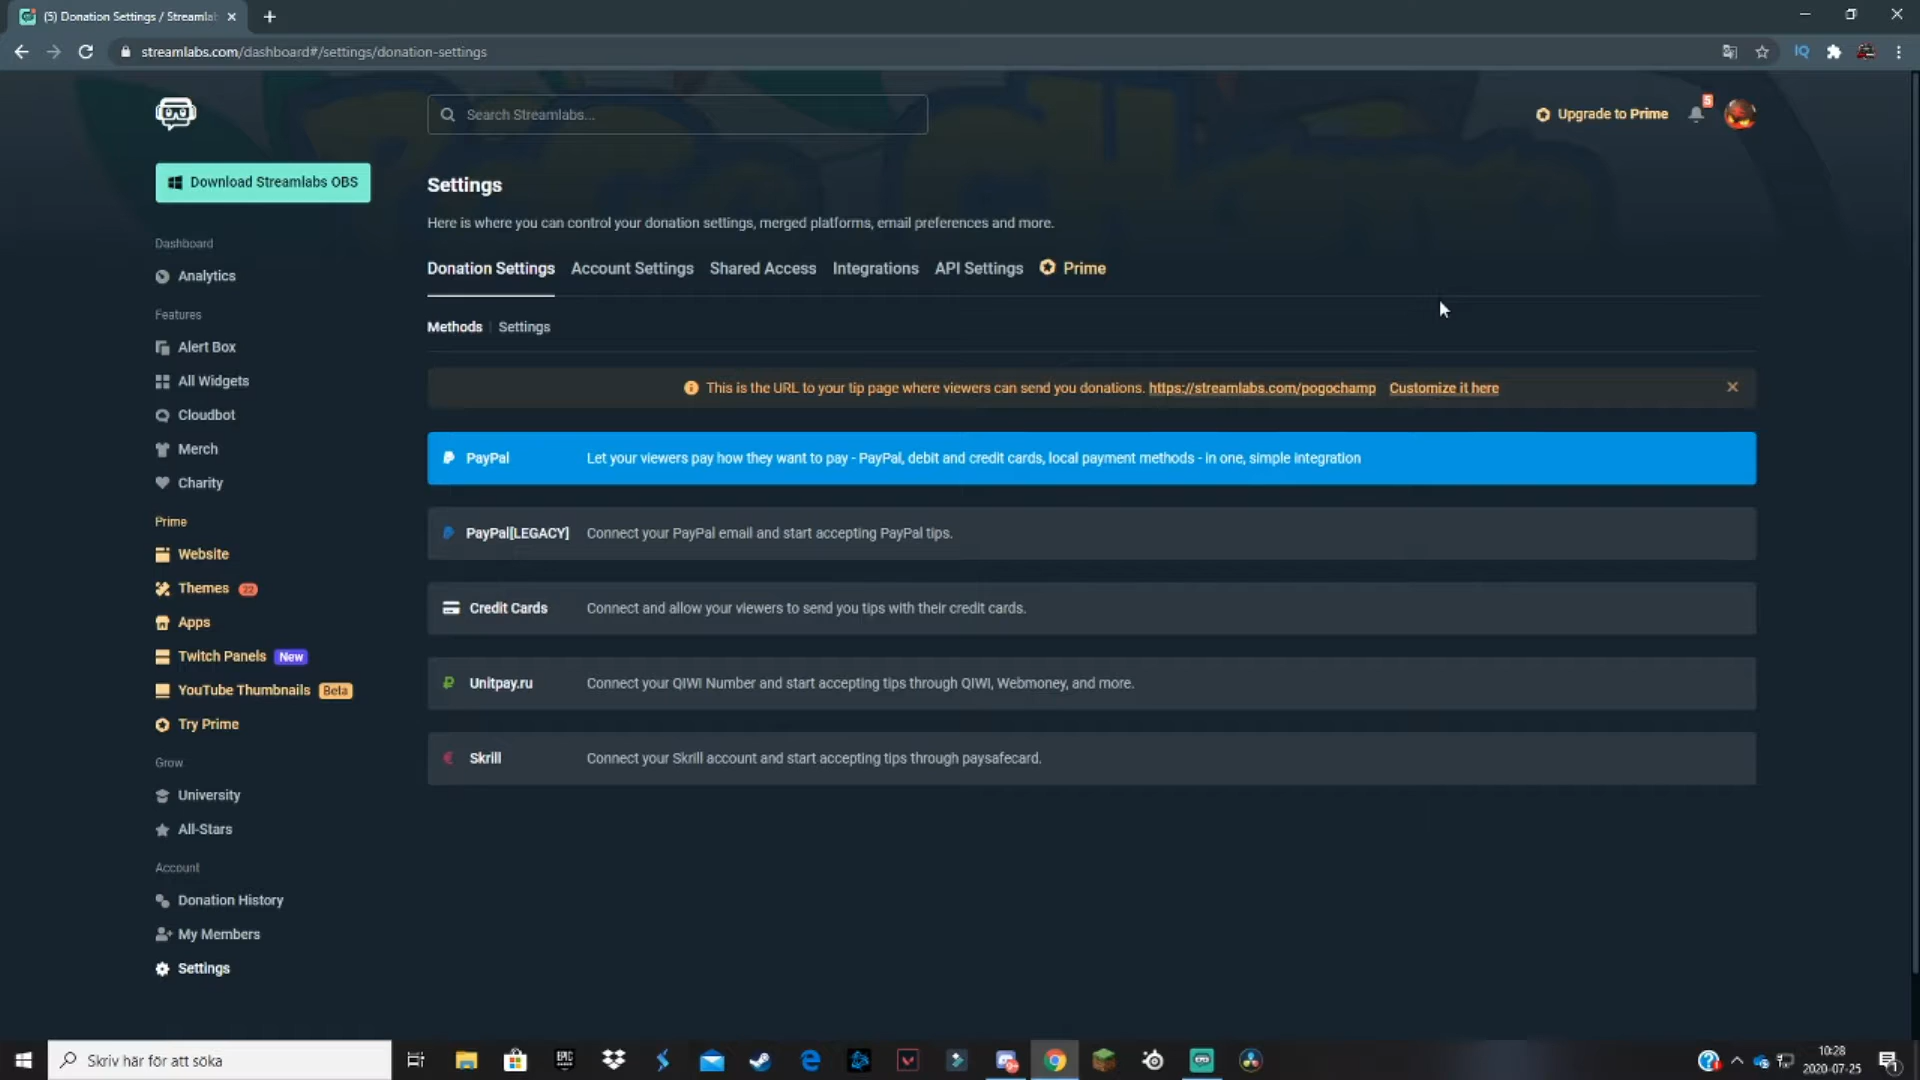 (5) Donation Settings / Streamla
streamlabs.com/dashboard#/settings/donation-settings
Search Streamlabs...
Upgrade to Prime
5
Download Streamlabs OBS
Dashboard
Analytics
Features
Alert Box
All Widgets
Cloudbot
Merch
Charity
Prime
Website
Themes 22
Apps
Twitch Panels New
YouTube Thumbnails Beta
Try Prime
Grow
University
All-Stars
Account
Donation History
My Members
Settings
Settings
Here is where you can control your donation settings, merged platforms, email preferences and more.
Donation Settings Account Settings Shared Access Integrations API Settings Prime
Methods Settings
This is the URL to your tip page where viewers can send you donations. https://streamlabs.com/pogochamp Customize it here
PayPal Let your viewers pay how they want to pay - PayPal, debit and credit cards, local payment methods - in one, simple integration
PayPal[LEGACY] Connect your PayPal email and start accepting PayPal tips.
Credit Cards Connect and allow your viewers to send you tips with their credit cards.
Unitpay.ru Connect your QIWI Number and start accepting tips through QIWI, Webmoney, and more.
Skrill Connect your Skrill account and start accepting tips through paysafecard.
Skriv här för att söka
EPIC
10:28
2020-07-25
1